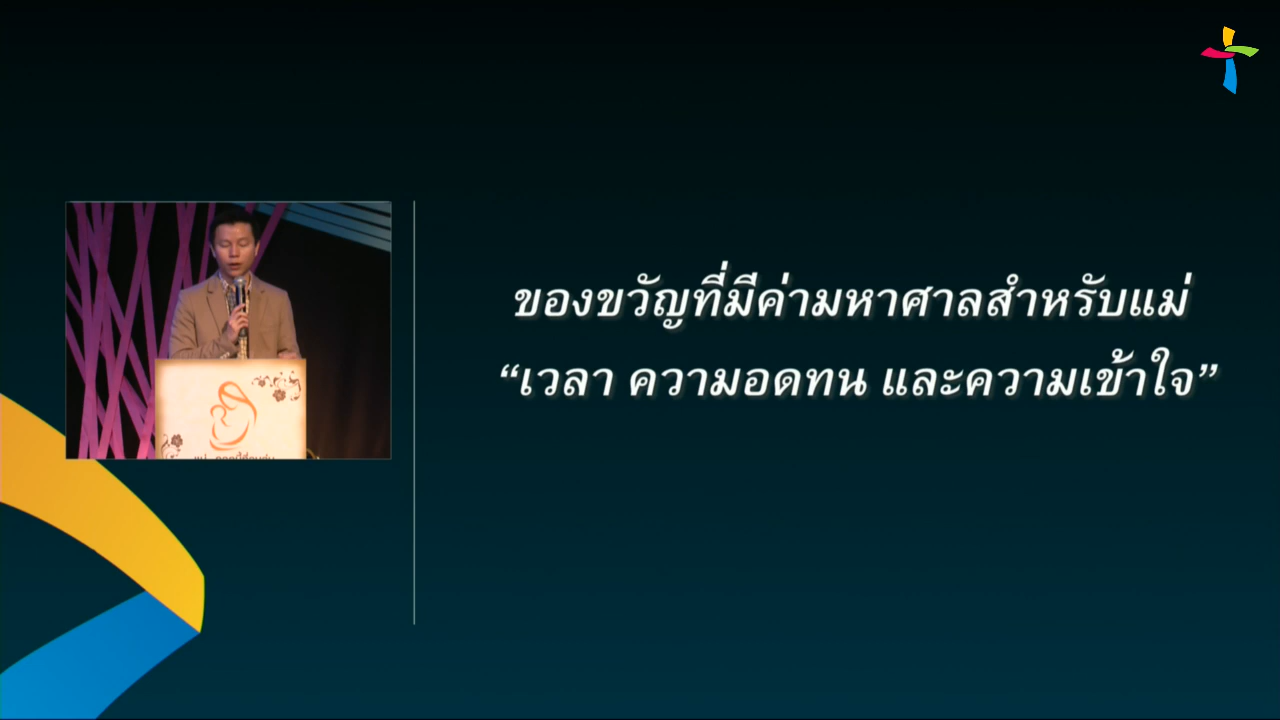 ของขวัญที่มีค่ามหาศาลสำหรับแม่
“เวลา ความอดทน และความเข้าใจ”